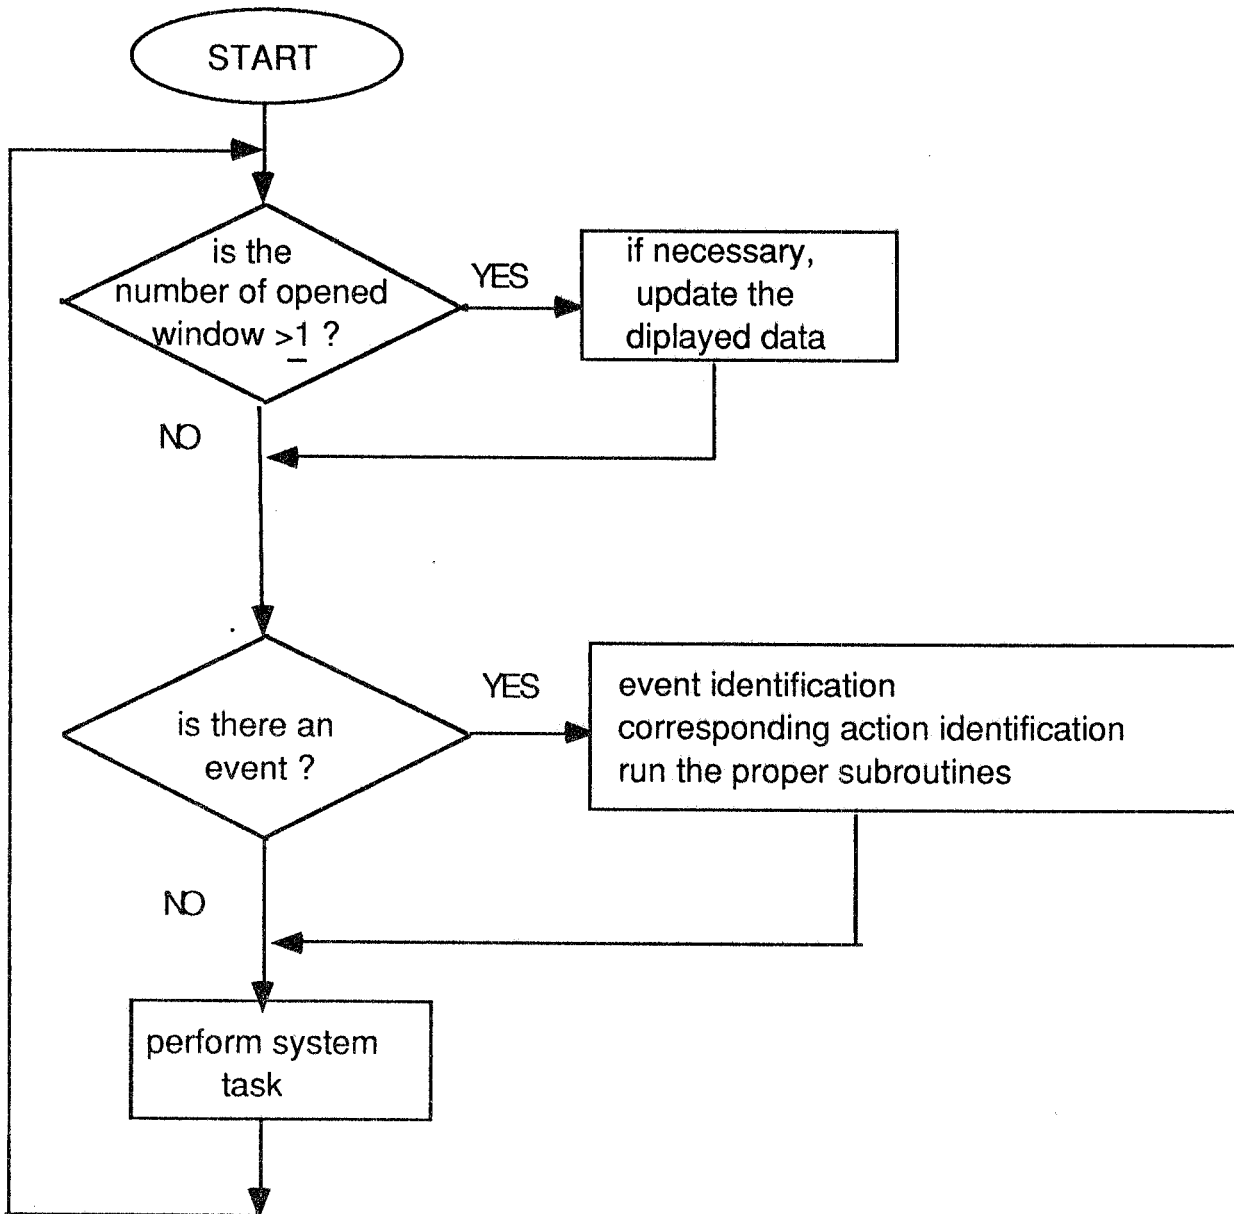 START
is the
number of opened
window >1 ?
YES
if necessary,
update the
diplayed data
NO
is there an
event ?
YES
event identification
corresponding action identification
run the proper subroutines
NO
perform system
task